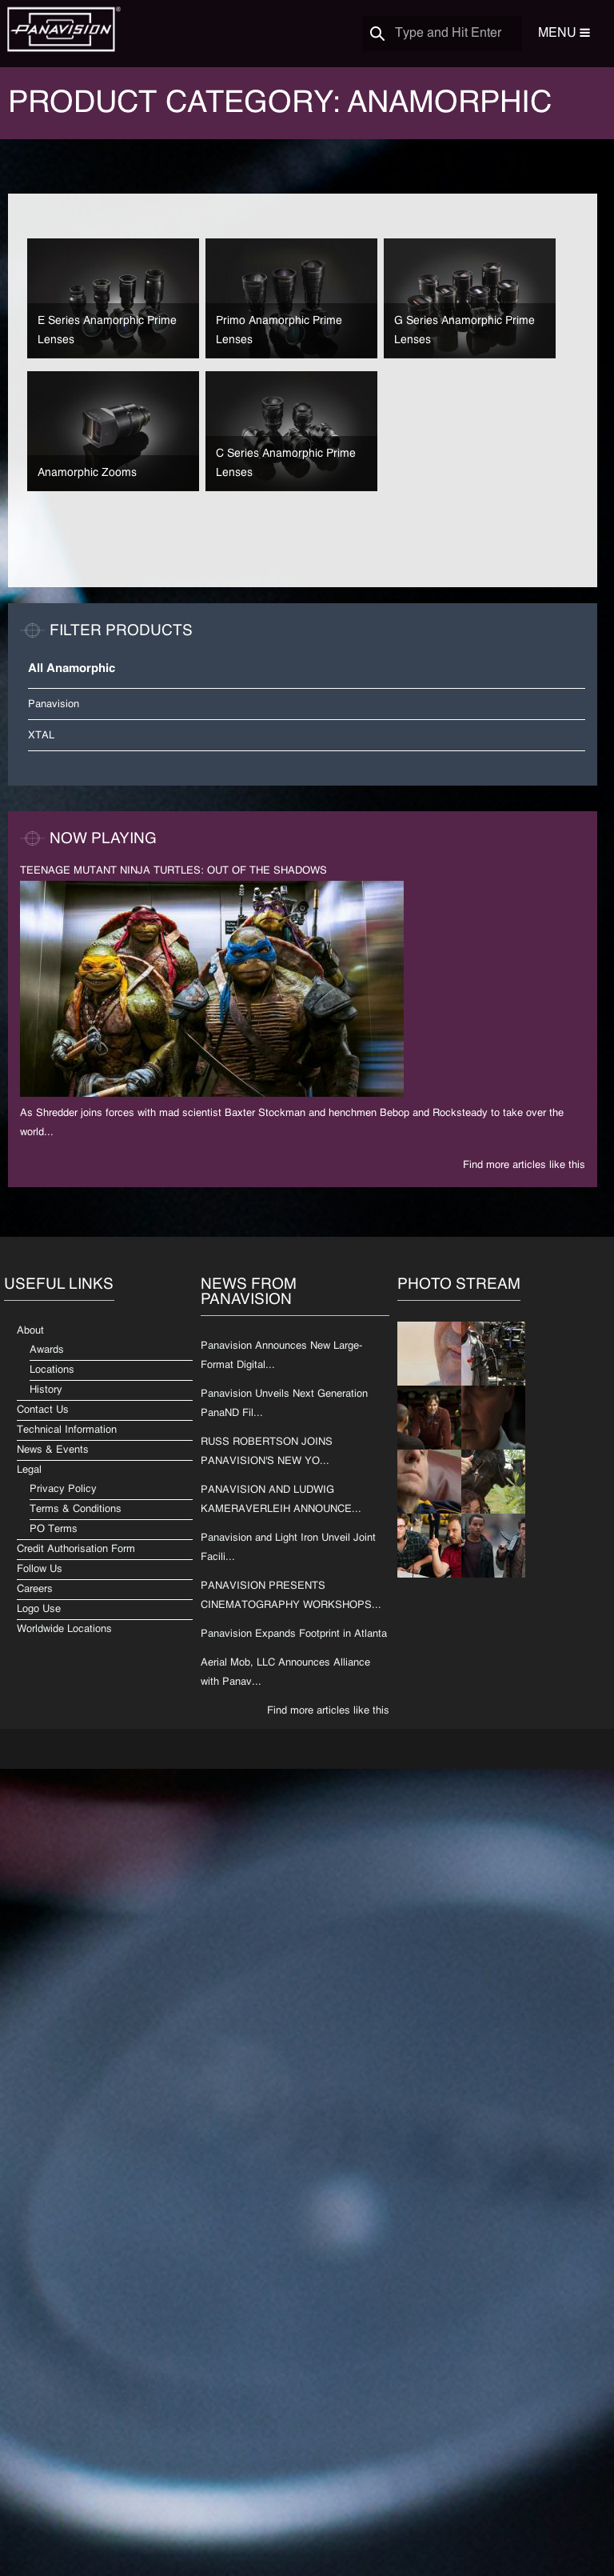 PANAVISION®
Type and Hit Enter
MENU
PRODUCT CATEGORY: ANAMORPHIC
E Series Anamorphic Prime
Lenses
Primo Anamorphic Prime
Lenses
G Series Anamorphic Prime
Lenses
Anamorphic Zooms
C Series Anamorphic Prime
Lenses
FILTER PRODUCTS
All Anamorphic
Panavision
XTAL
NOW PLAYING
TEENAGE MUTANT NINJA TURTLES: OUT OF THE SHADOWS
As Shredder joins forces with mad scientist Baxter Stockman and henchmen Bebop and Rocksteady to take over the
world...
Find more articles like this
USEFUL LINKS
About
Awards
Locations
History
Contact Us
Technical Information
News & Events
Legal
Privacy Policy
Terms & Conditions
PO Terms
Credit Authorisation Form
Follow Us
Careers
Logo Use
Worldwide Locations
NEWS FROM
PANAVISION
Panavision Announces New Large-
Format Digital...
Panavision Unveils Next Generation
PanaND Fil...
RUSS ROBERTSON JOINS
PANAVISION'S NEW YO...
PANAVISION AND LUDWIG
KAMERAVERLEIH ANNOUNCE...
Panavision and Light Iron Unveil Joint
Facili...
PANAVISION PRESENTS
CINEMATOGRAPHY WORKSHOPS...
Panavision Expands Footprint in Atlanta
Aerial Mob, LLC Announces Alliance
with Panav...
Find more articles like this
PHOTO STREAM